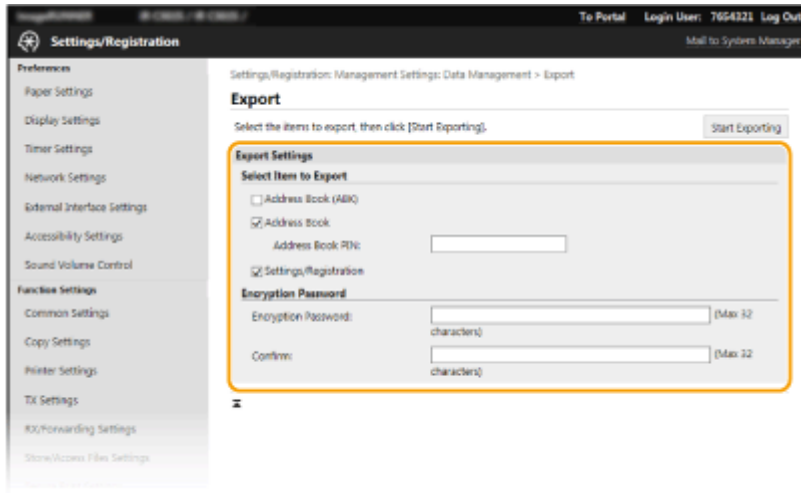 To Portal Login User: 7654321 Log Out
Settings/Registration
Mail to System Manager
Preferences
Paper Settings
Display Settings
Timer Settings
Network Settings
External Interface Settings
Accessibility Settings
Sound Volume Control
Function Settings
Common Settings
Copy Settings
Printer Settings
TX Settings
RX/Forwarding Settings
Store/Access Files Settings
Settings/Registration: Management Settings: Data Management > Export
Export
Select the items to export, then click [Start Exporting].
Start Exporting
Export Settings
Select Item to Export
Address Book (ABK)
Address Book
Address Book PIN:
Settings/Registration
Encryption Password
Encryption Password:
(Max 32
characters)
Confirm:
(Max 32
characters)